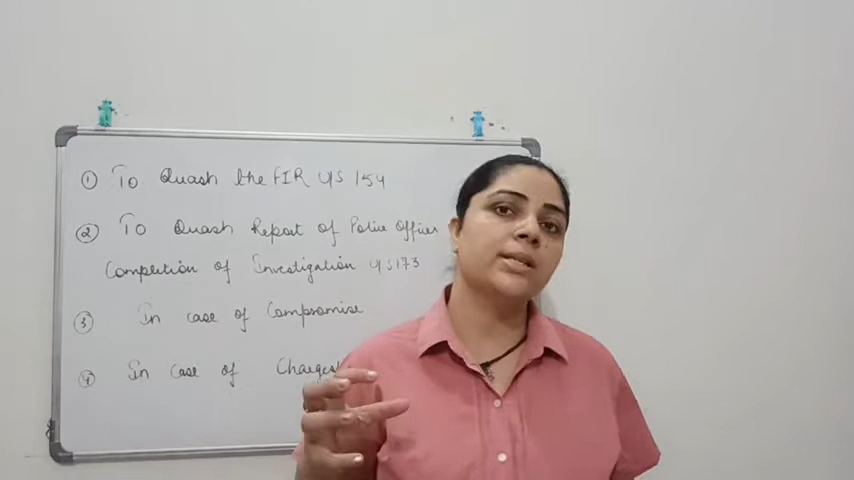 ① To Quash the FIR U/S 154
② To Quash Report of Police Officer
Completion of Investigation U/S 173
③ In case of Compromise
④ In case of